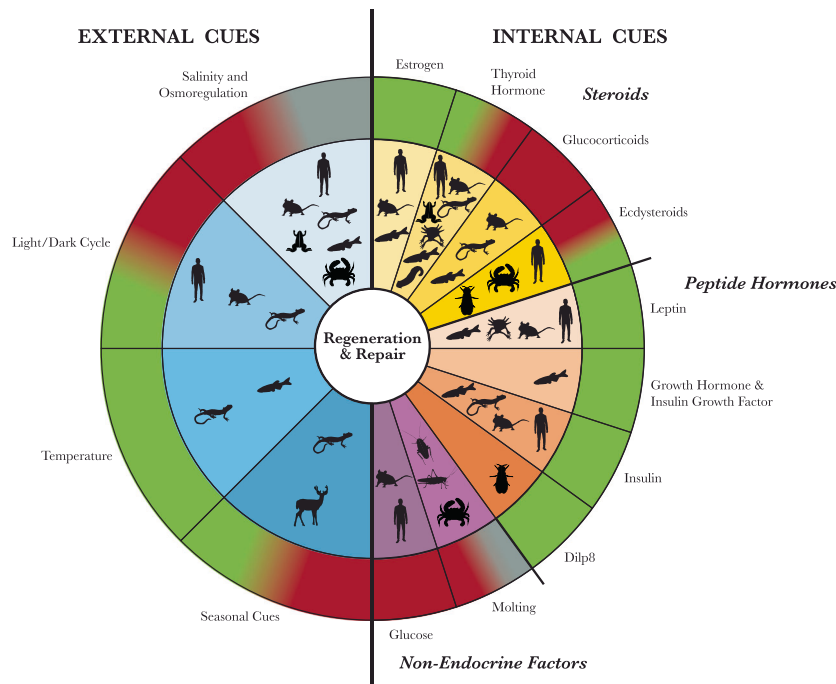 EXTERNAL CUES
INTERNAL CUES
Salinity and
Osmoregulation
Light/Dark Cycle
Temperature
Seasonal Cues
Estrogen
Thyroid
Hormone
Steroids
Glucocorticoids
Ecdysteroids
Peptide Hormones
Leptin
Growth Hormone &
Insulin Growth Factor
Insulin
Dilp8
Molting
Glucose
Non-Endocrine Factors
Regeneration
& Repair